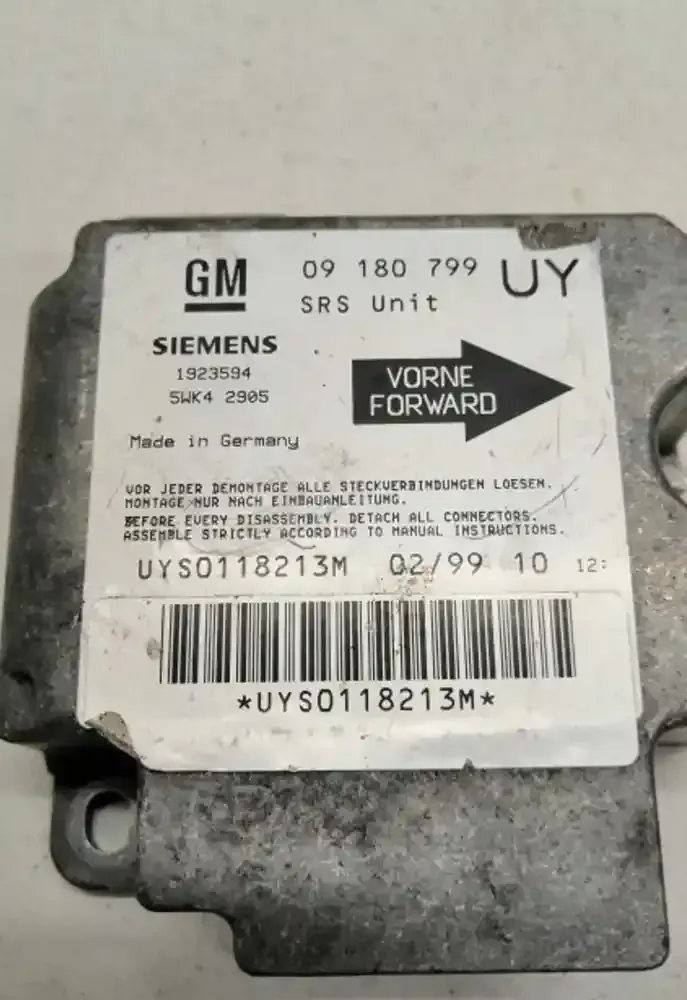 GM 09 180 799 UY
SRS Unit
SIEMENS
1923594
5WK4 2905
VORNE
FORWARD
Made in Germany
VOR JEDER DEMONTAGE ALLE STECKVERBINDUNGEN LOESEN.
MONTAGE NUR NACH EINBAUANLEITUNG.
BEFORE EVERY DISASSEMBLY. DETACH ALL CONNECTORS.
ASSEMBLE STRICTLY ACCORDING TO MANUAL INSTRUCTIONS.
UYS0118213M 02/99 10 12:
*UYS0118213M*